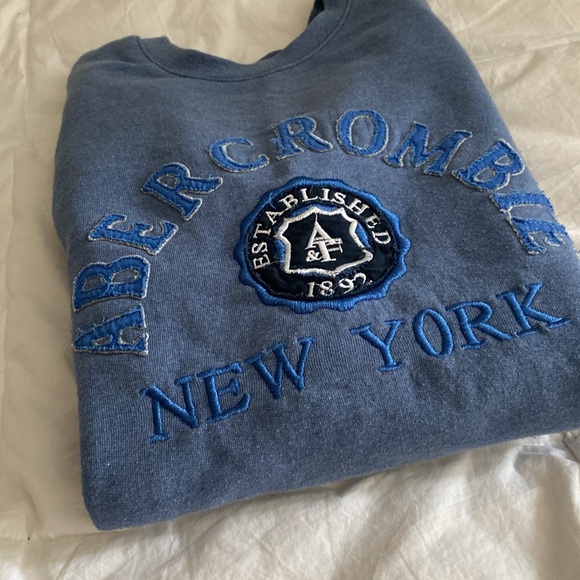 ABERCROMBIE
ESTABLISHED
A&F
1892
NEW YORK